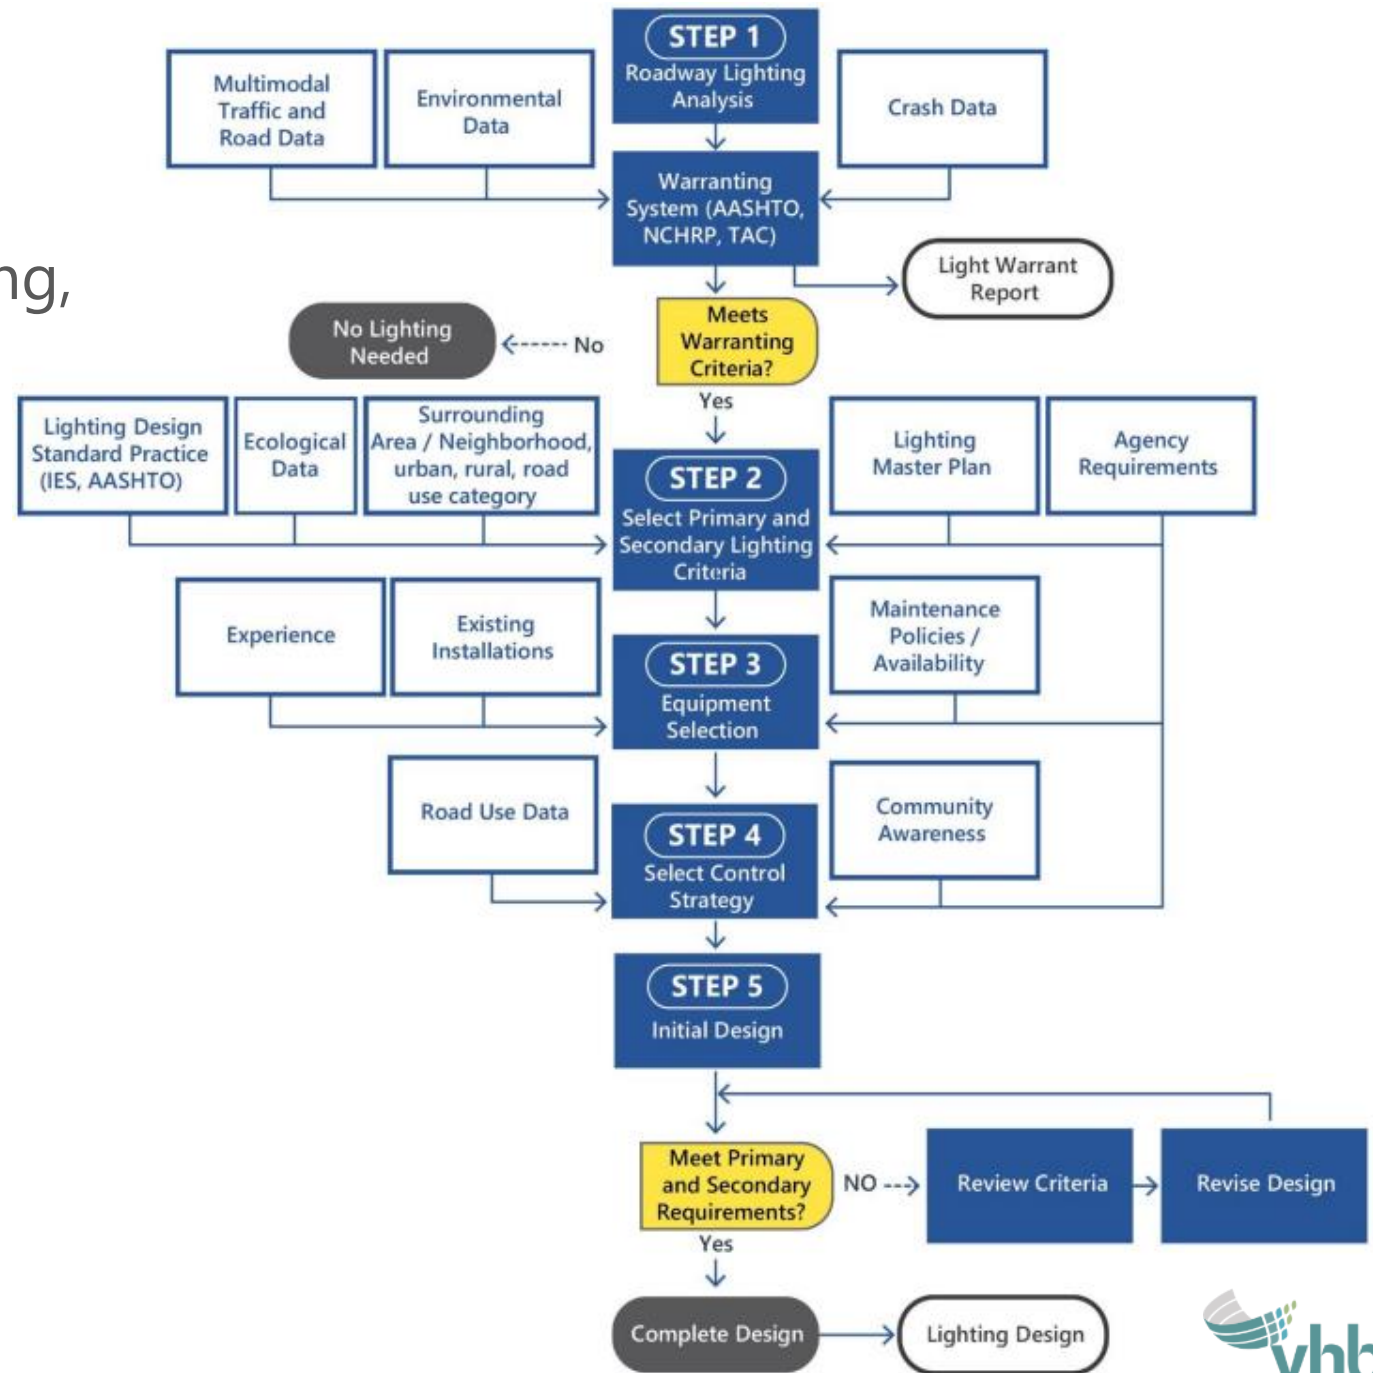 STEP 1
Roadway Lighting
Analysis
Multimodal
Traffic and
Road Data
Environmental
Data
Crash Data
Warranting
System (AASHTO,
NCHRP, TAC)
ng,
Light Warrant
Report
No Lighting
Needed
No
Meets
Warranting
Criteria?
Yes
Lighting Design
Standard Practice
(IES, AASHTO)
Ecological
Data
Surrounding
Area / Neighborhood,
urban, rural, road
use category
STEP 2
Select Primary and
Secondary Lighting
Criteria
Lighting
Master Plan
Agency
Requirements
Experience
Existing
Installations
STEP 3
Equipment
Selection
Maintenance
Policies /
Availability
Road Use Data
STEP 4
Select Control
Strategy
Community
Awareness
STEP 5
Initial Design
Meet Primary
and Secondary
Requirements?
NO
Review Criteria
Revise Design
Yes
Complete Design
Lighting Design
vhb